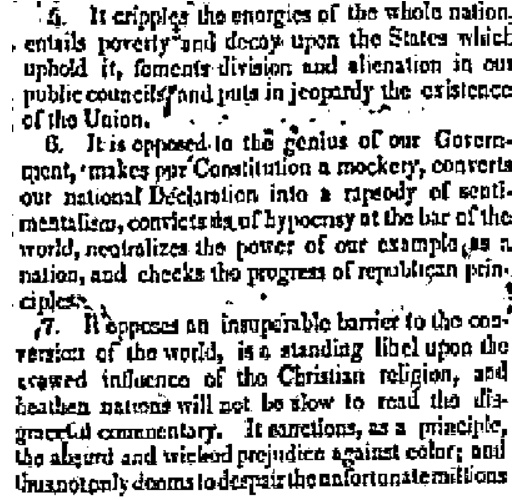 5. It cripples the energies of the whole nation,
entails poverty and decay upon the States which
uphold it, foments division and alienation in our
public councils, and puts in jeopardy the existence
of the Union.
6. It is opposed to the genius of our Govern-
ment, makes our Constitution a mockery, converts
our national Declaration into a rapsody of senti-
mentalism, convicts us of hypocrisy at the bar of the
world, neutralizes the power of our example, as a
nation, and checks the progress of republican prin-
ciples.
7. It opposes an insuperable barrier to the con-
version of the world, is a standing libel upon the
avowed influence of the Christian religion, and
heathen nations will not be slow to read the dis-
graceful commentary. It sanctions, as a principle,
the absurd and wicked prejudice against color; and
thus not only dooms to despair the unfortunate millions